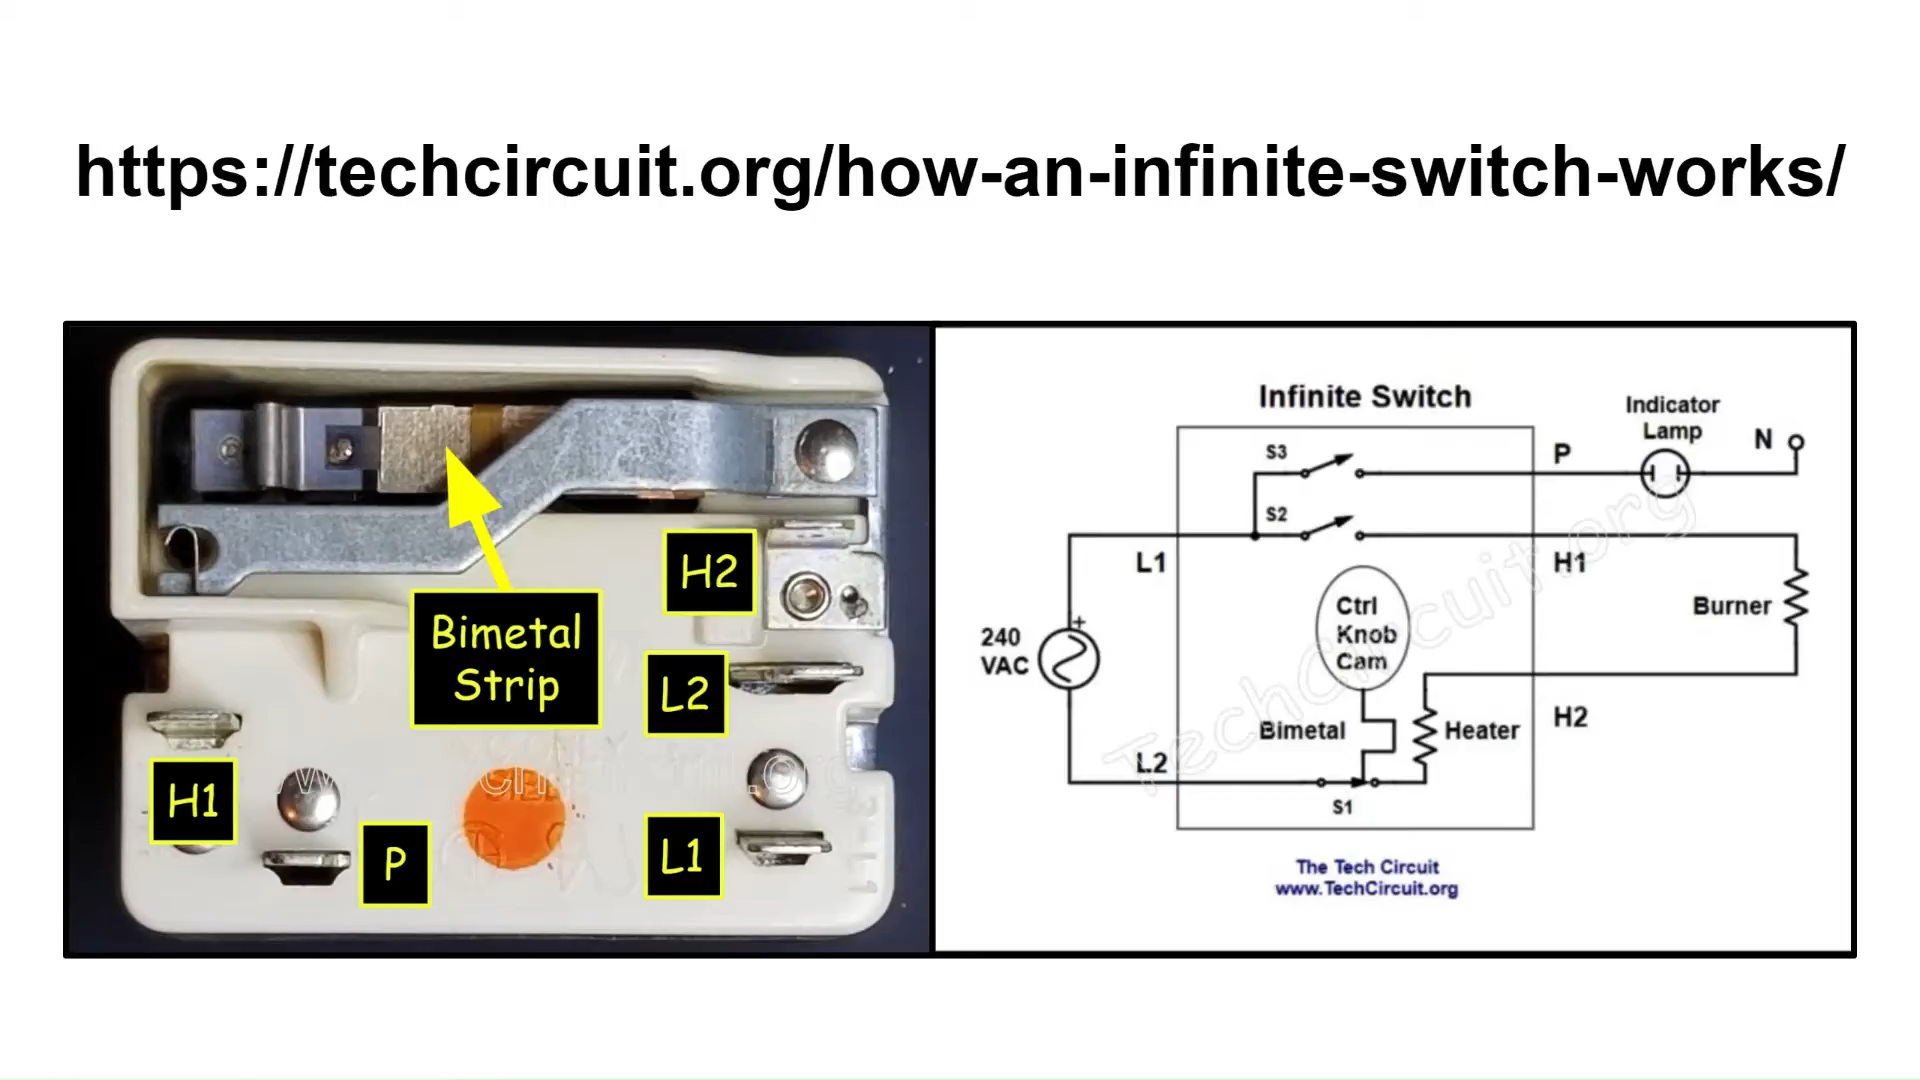 https://techcircuit.org/how-an-infinite-switch-works/
H2
Bimetal
Strip
L2
H1
P
L1
Infinite Switch
Indicator
Lamp
N
S3
P
S2
L1
H1
Ctrl
Knob
Cam
Burner
+
240
VAC
Bimetal
Heater
H2
L2
S1
TechCircuit.org
The Tech Circuit
www.TechCircuit.org